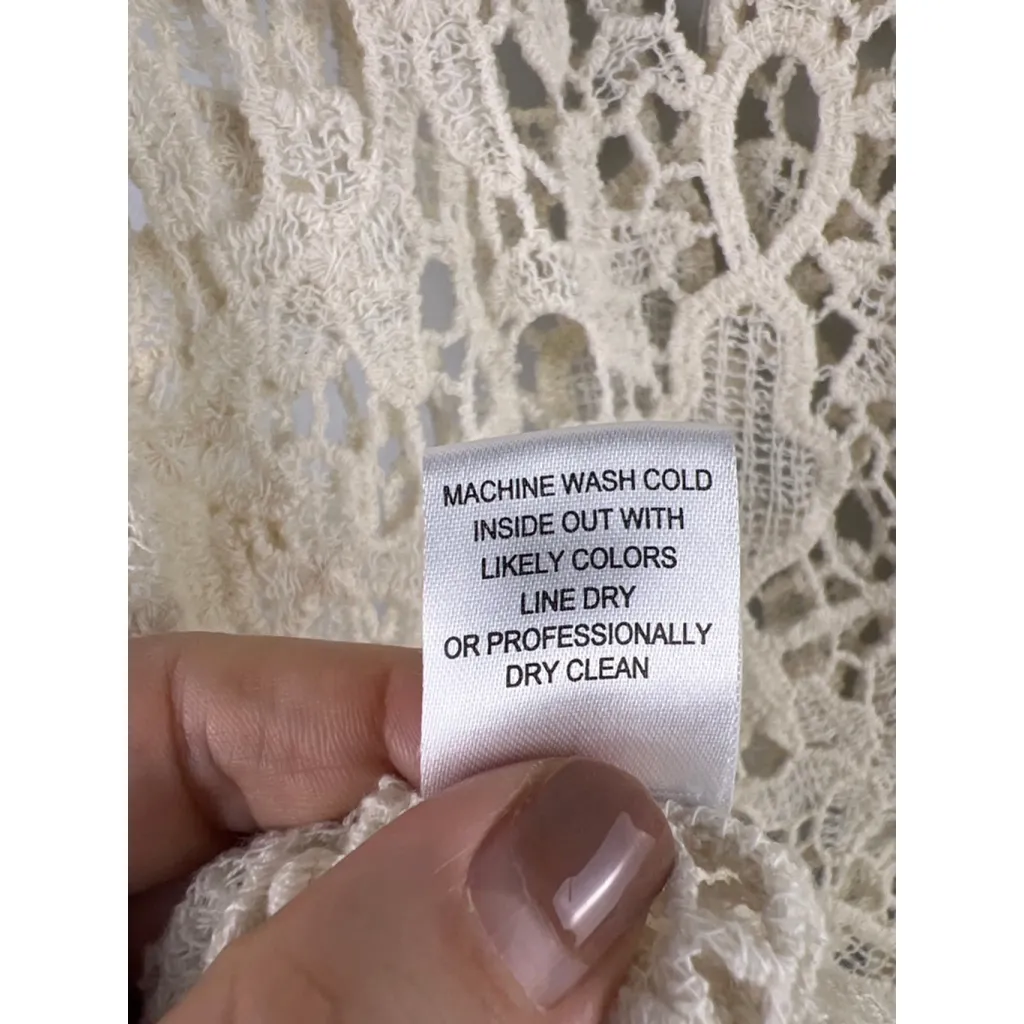 MACHINE WASH COLD
INSIDE OUT WITH
LIKELY COLORS
LINE DRY
OR PROFESSIONALLY
DRY CLEAN